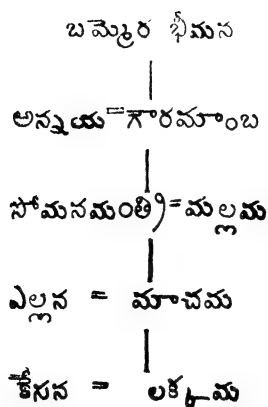 బమ్మెర భీమన
అన్నయ = గౌరమాంబ
సోమనమంత్రి = మల్లమ
ఎల్లన = మాచమ
కేసన = లక్కమ